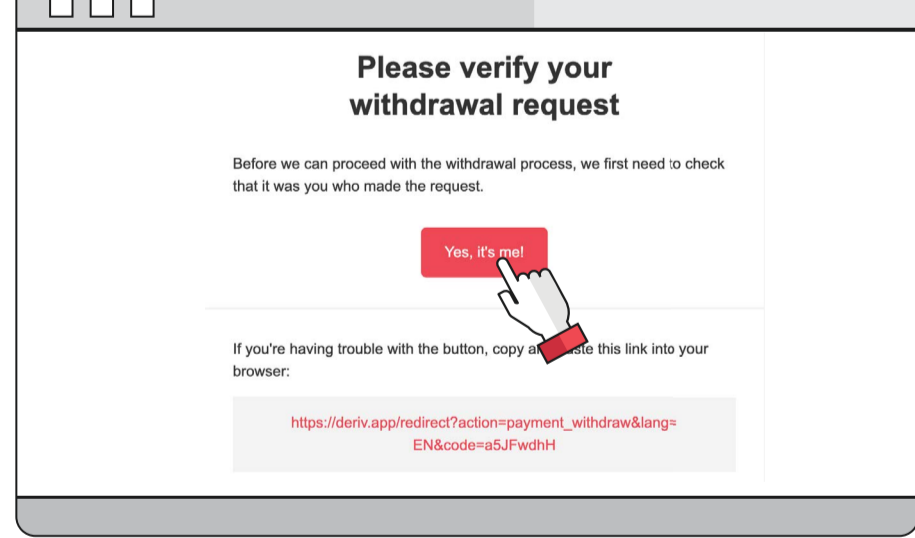 Please verify your
withdrawal request
Before we can proceed with the withdrawal process, we first need to check
that it was you who made the request.
Yes, it's me!
If you're having trouble with the button, copy a ste this link into your
browser:
https://deriv.app/redirect?action=payment_withdraw&lang=
EN&code=a5JFwdhH